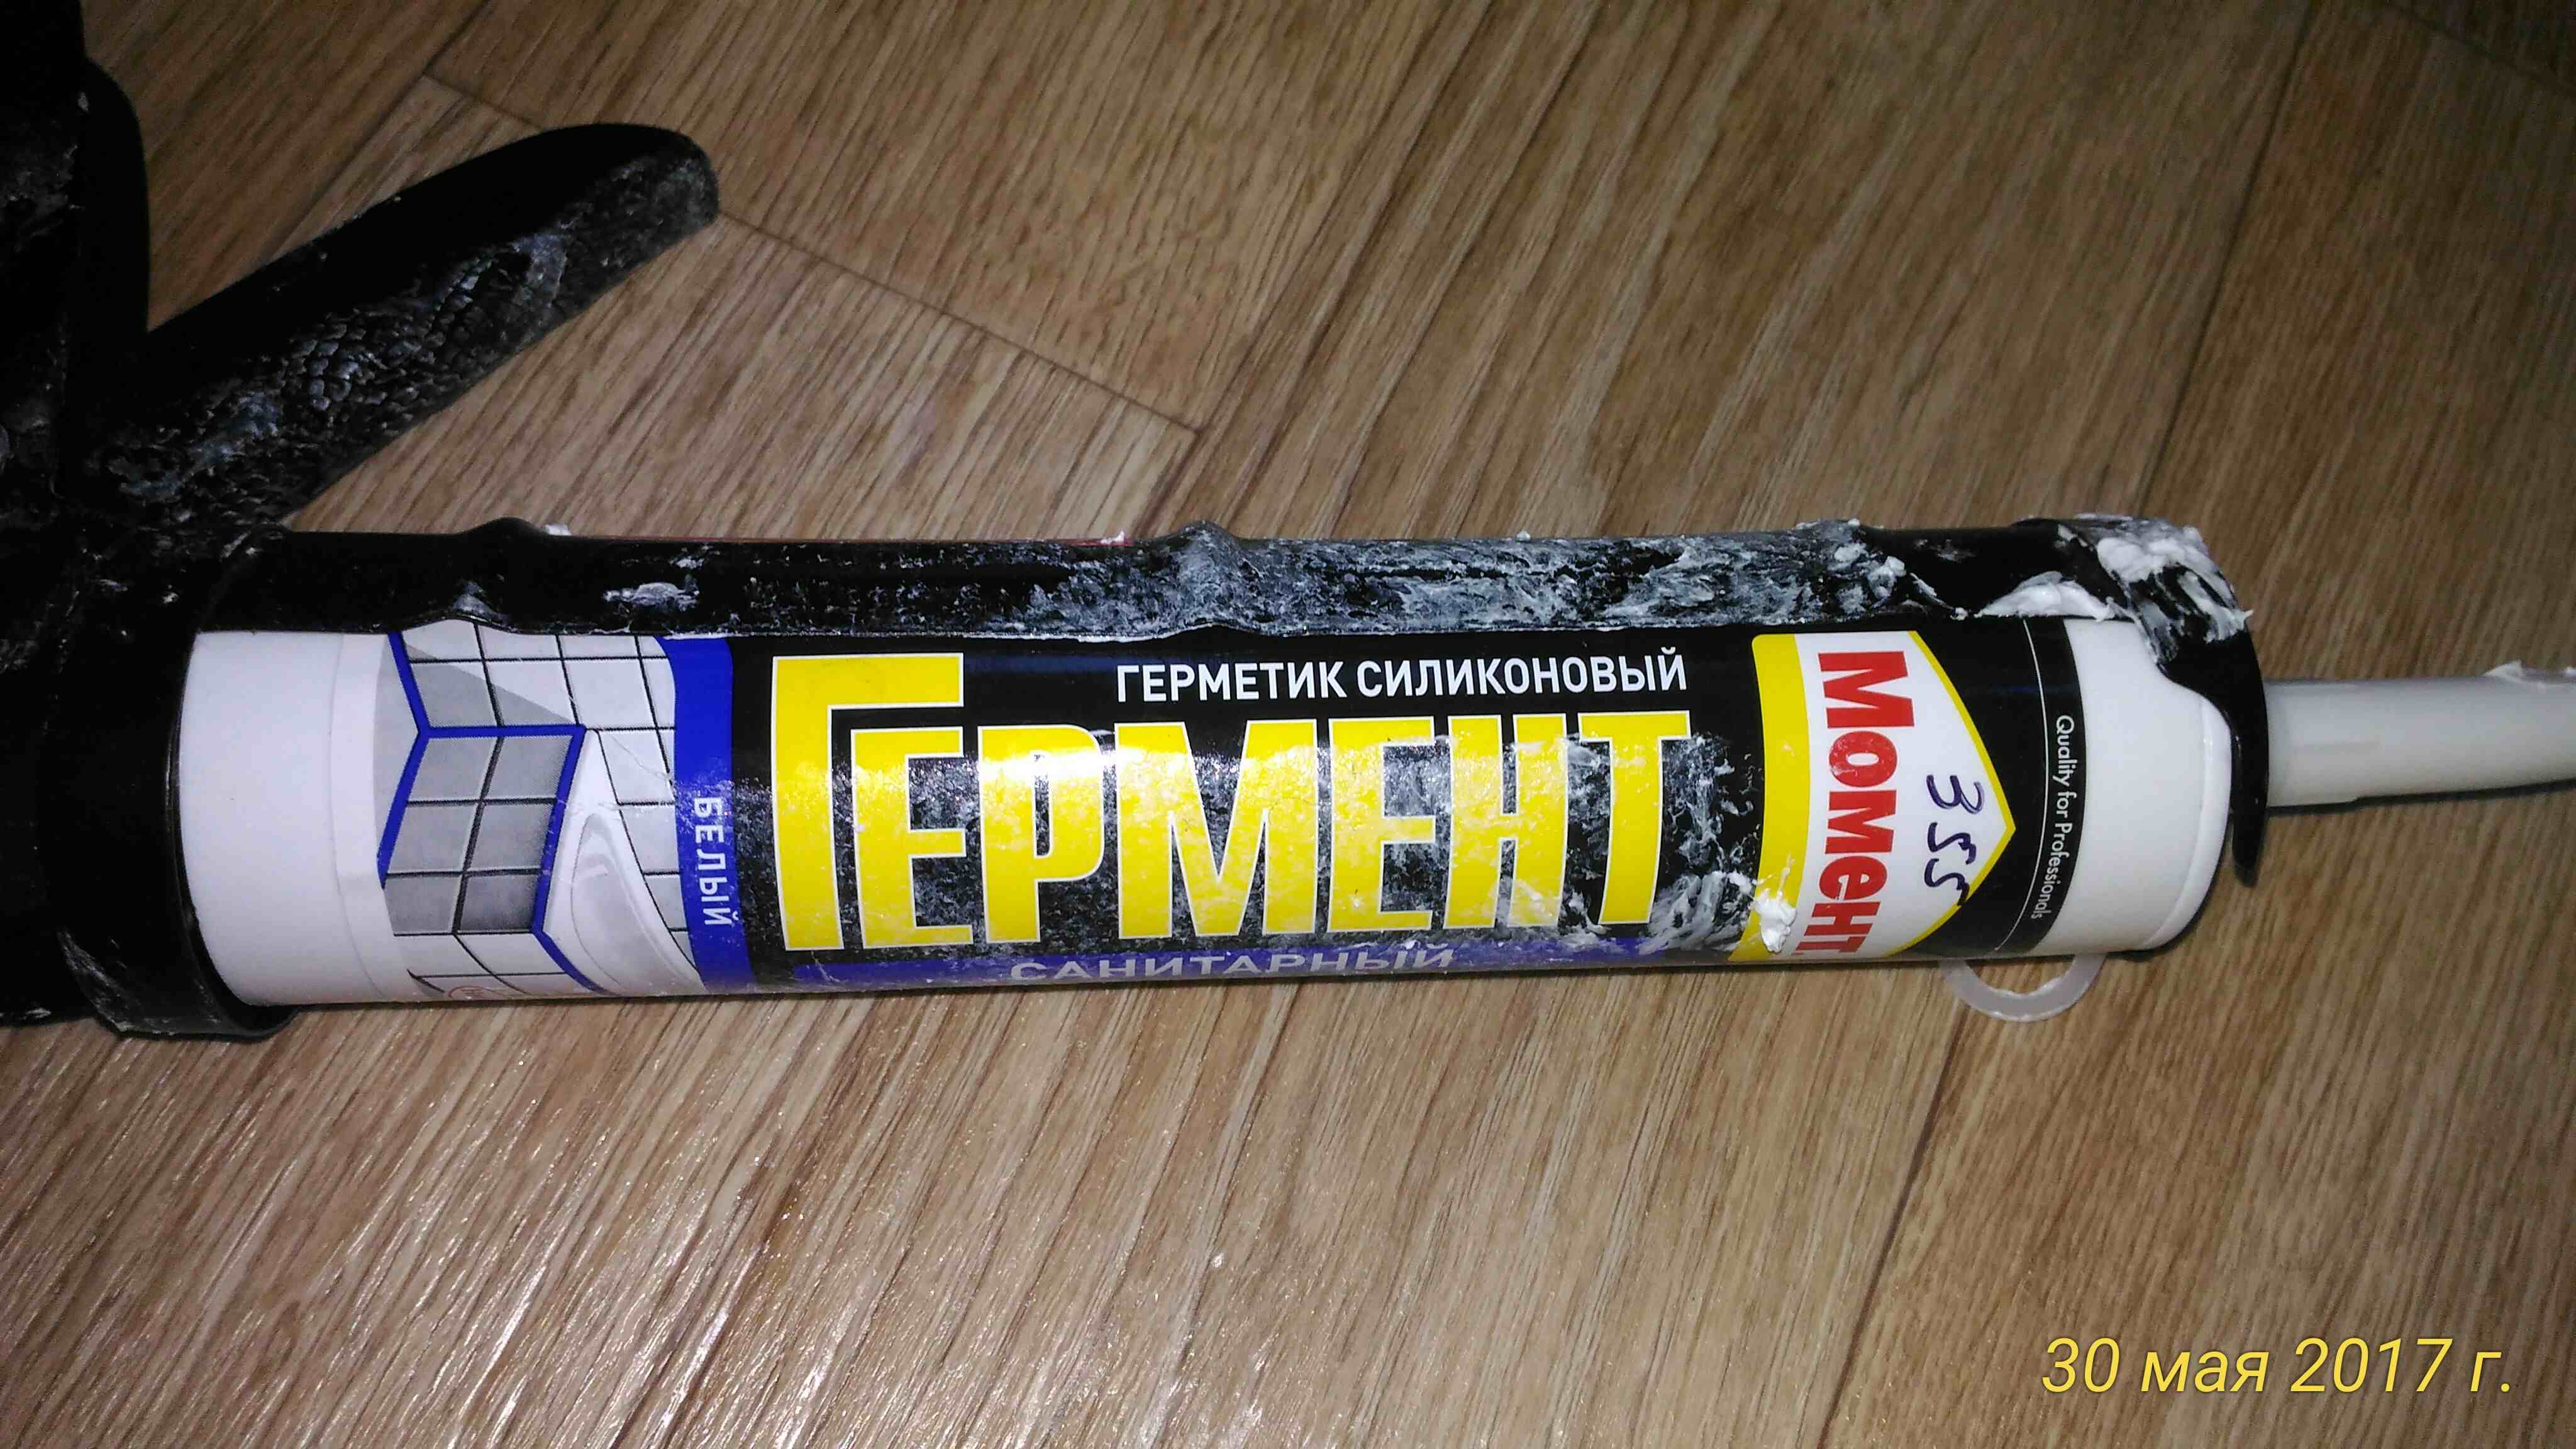 ГЕРМЕТИК СИЛИКОНОВЫЙ
ГЕРМЕНТ
САНИТАРНЫЙ
БЕЛЫЙ
Момент
355
Quality for Professionals
30 мая 2017 г.